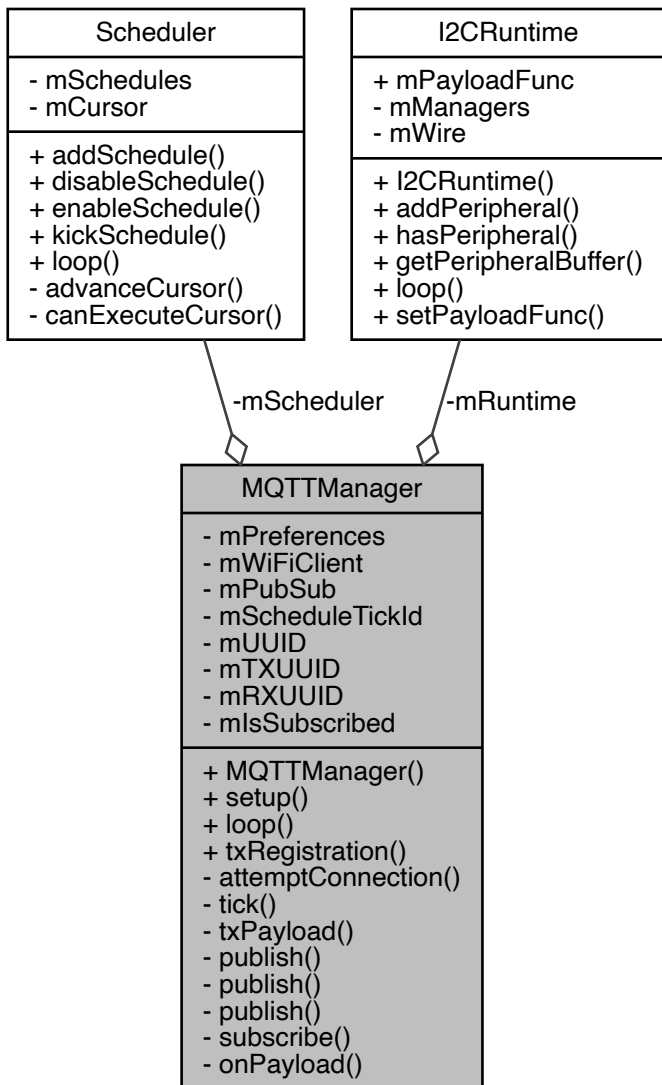 Scheduler
- mSchedules
- mCursor
+ addSchedule()
+ disableSchedule()
+ enableSchedule()
+ kickSchedule()
+ loop()
- advanceCursor()
- canExecuteCursor()
I2CRuntime
+ mPayloadFunc
- mManagers
- mWire
+ I2CRuntime()
+ addPeripheral()
+ hasPeripheral()
+ getPeripheralBuffer()
+ loop()
+ setPayloadFunc()
-mScheduler
-mRuntime
MQTTManager
- mPreferences
- mWiFiClient
- mPubSub
- mScheduleTickId
- mUUID
- mTXUUID
- mRXUUID
- mIsSubscribed
+ MQTTManager()
+ setup()
+ loop()
+ txRegistration()
- attemptConnection()
- tick()
- txPayload()
- publish()
- publish()
- publish()
- subscribe()
- onPayload()